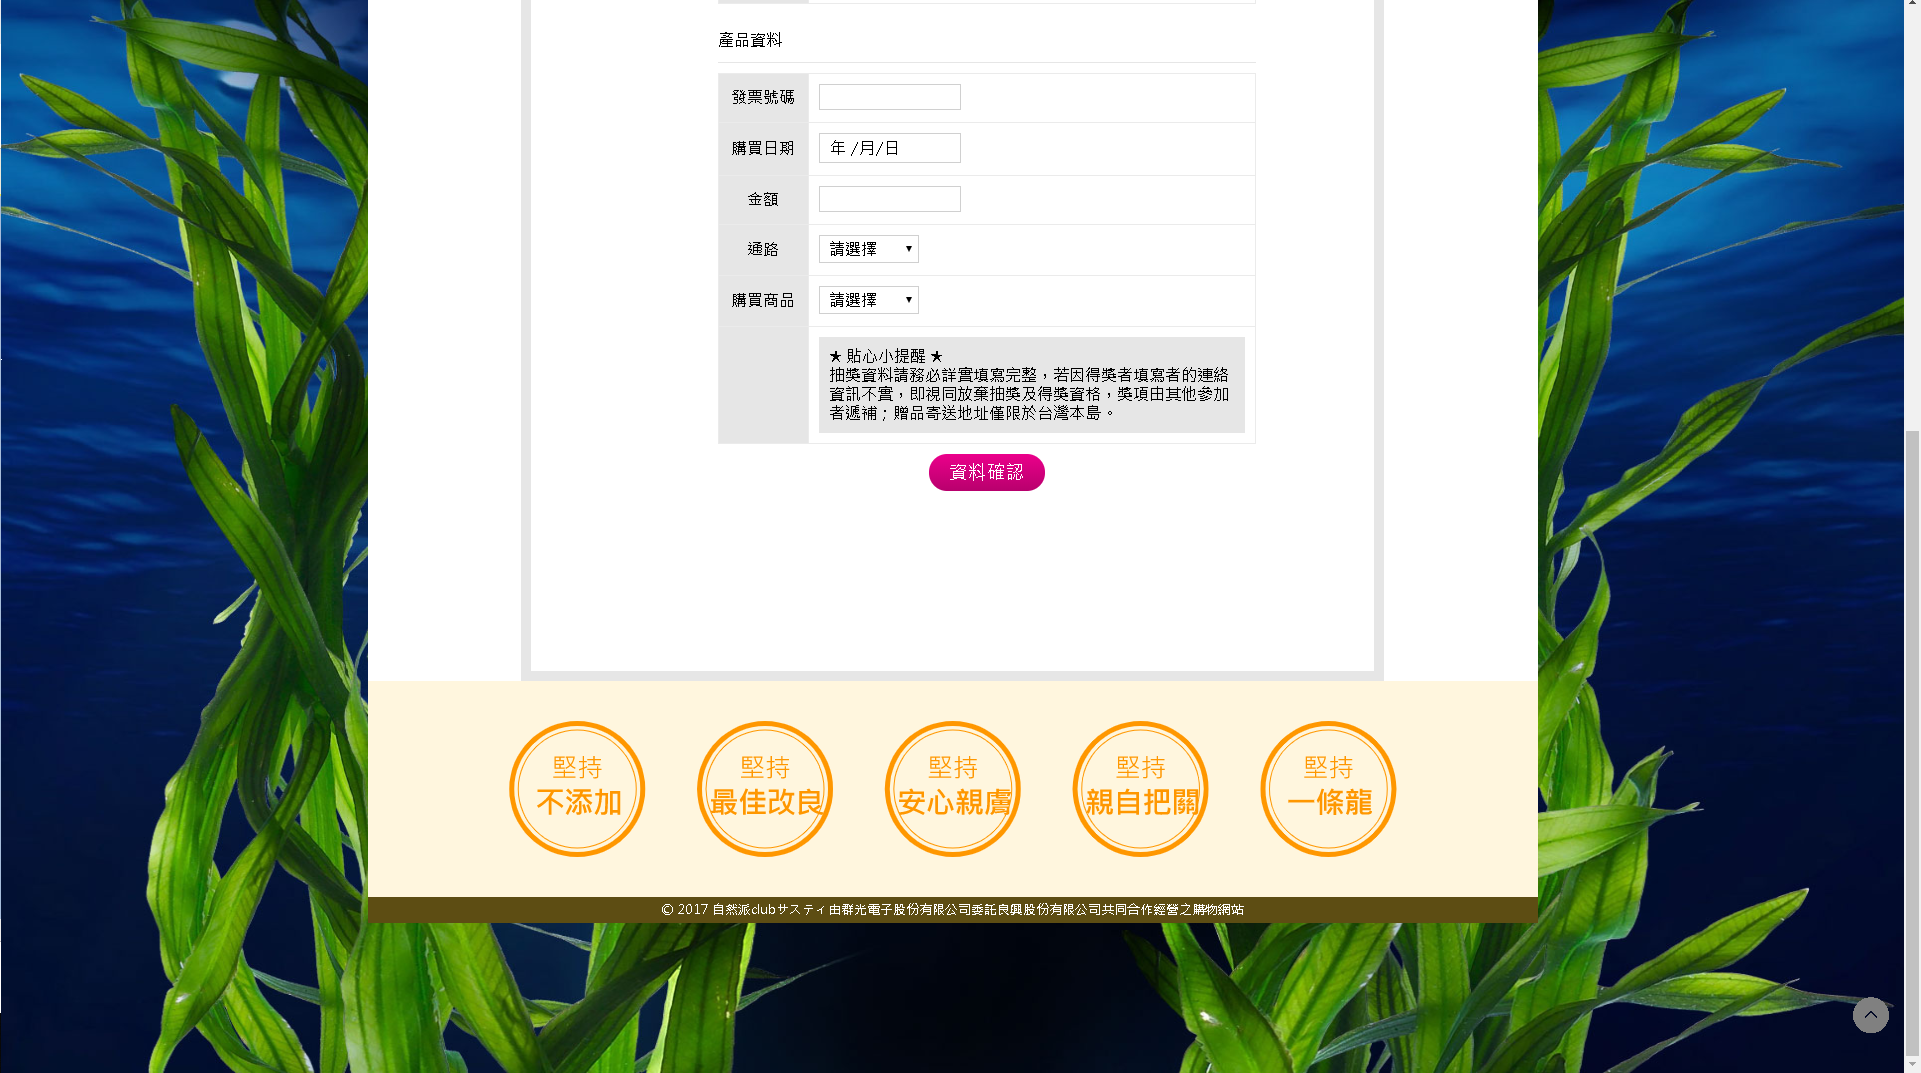 產品資料
發票號碼
購買日期 年 /月/日
金額
通路 請選擇
購買商品 請選擇
★ 貼心小提醒 ★
抽獎資料請務必詳實填寫完整，若因得獎者填寫者的連絡
資訊不實，即視同放棄抽獎及得獎資格，獎項由其他參加
者遞補；贈品寄送地址僅限於台灣本島。
資料確認
堅持
不添加
堅持
最佳改良
堅持
安心親膚
堅持
親自把關
堅持
一條龍
© 2017 自然派clubサスティ由群光電子股份有限公司委託良興股份有限公司共同合作經營之購物網站